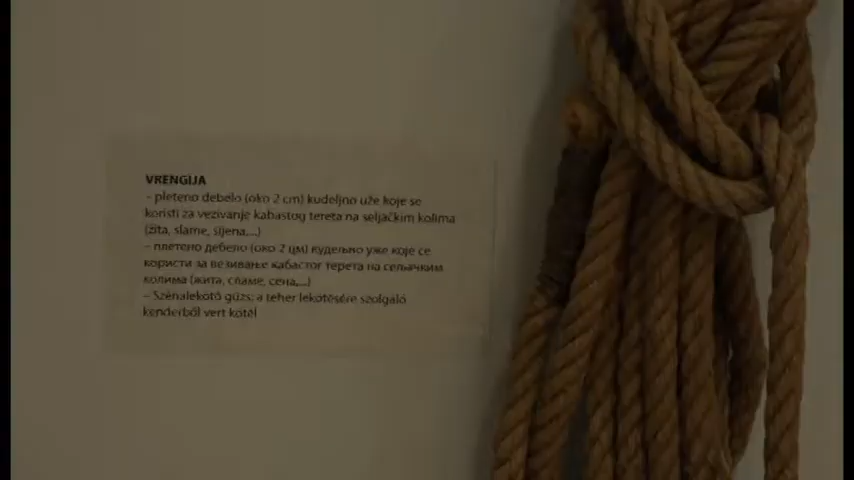 VRENGIJA
– pleteno debelo (oko 2 cm) kudeljno uže koje se
koristi za vezivanje kabastog tereta na seljačkim kolima
(žita, slame, sijena,...)
– плетено дебело (око 2 цм) кудељно уже које се
користи за везивање кабастог терета на сељачким
колима (жита, сламе, сена,...)
– Szénalekötő gúzs: a teher lekötésére szolgáló
kenderből vert kötél